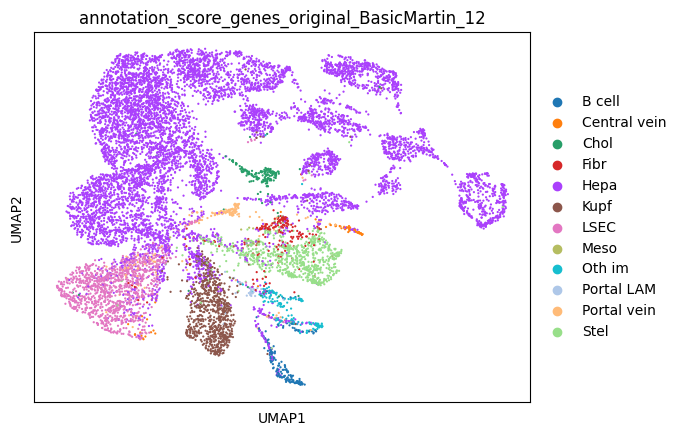 annotation_score_genes_original_BasicMartin_12
B cell
Central vein
Chol
Fibr
Hepa
Kupf
LSEC
Meso
Oth im
Portal LAM
Portal vein
Stel
UMAP2
UMAP1